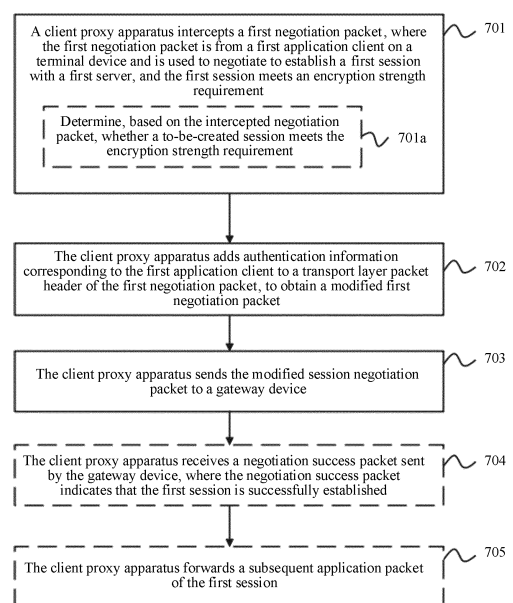 A client proxy apparatus intercepts a first negotiation packet, where
the first negotiation packet is from a first application client on a
terminal device and is used to negotiate to establish a first session
with a first server, and the first session meets an encryption strength
requirement
701
Determine, based on the intercepted negotiation
packet, whether a to-be-created session meets the
encryption strength requirement
701a
The client proxy apparatus adds authentication information
corresponding to the first application client to a transport layer packet
header of the first negotiation packet, to obtain a modified first
negotiation packet
702
The client proxy apparatus sends the modified session negotiation
packet to a gateway device
703
The client proxy apparatus receives a negotiation success packet sent
by the gateway device, where the negotiation success packet
indicates that the first session is successfully established
704
The client proxy apparatus forwards a subsequent application packet
of the first session
705